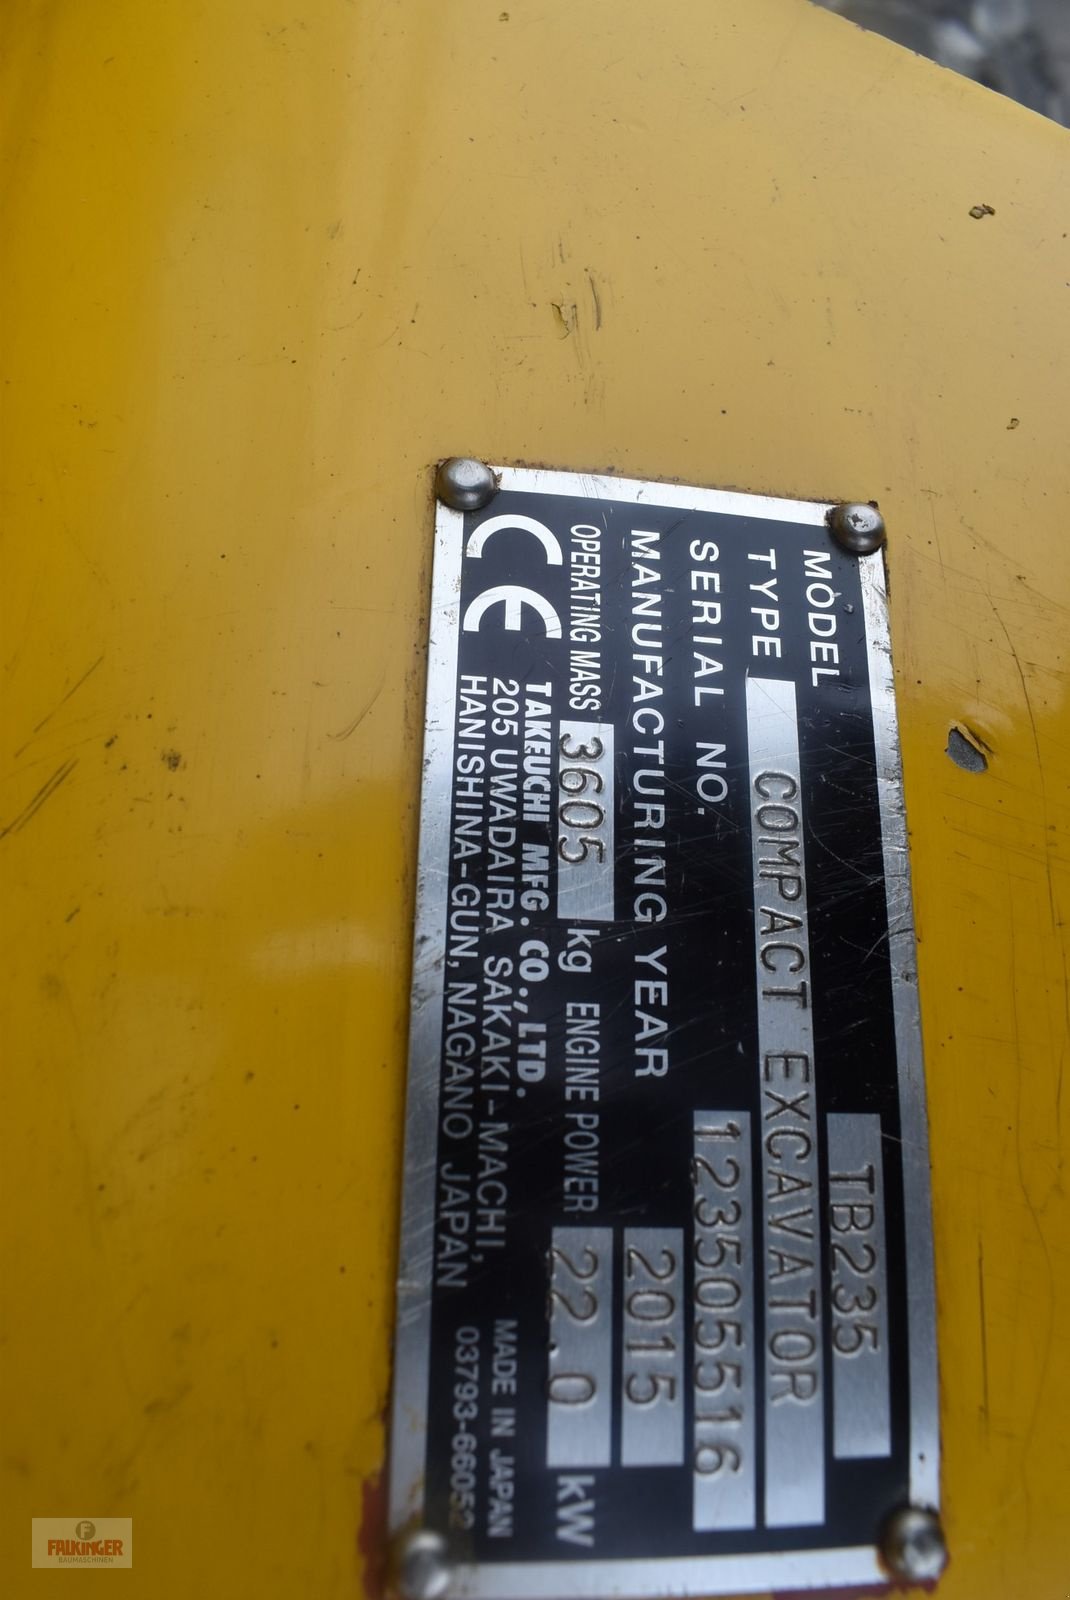 MODEL TB235
TYPE COMPACT EXCAVATOR
SERIAL NO. 123505516
MANUFACTURING YEAR 2015
OPERATING MASS 3605 kg ENGINE POWER 22.0 kW
CE
TAKEUCHI MFG. CO., LTD.
205 UWADAIRA SAKAKI-MACHI,
HANISHINA-GUN, NAGANO JAPAN
MADE IN JAPAN
03793-66052
F
FALKINGER
BAUMASCHINEN